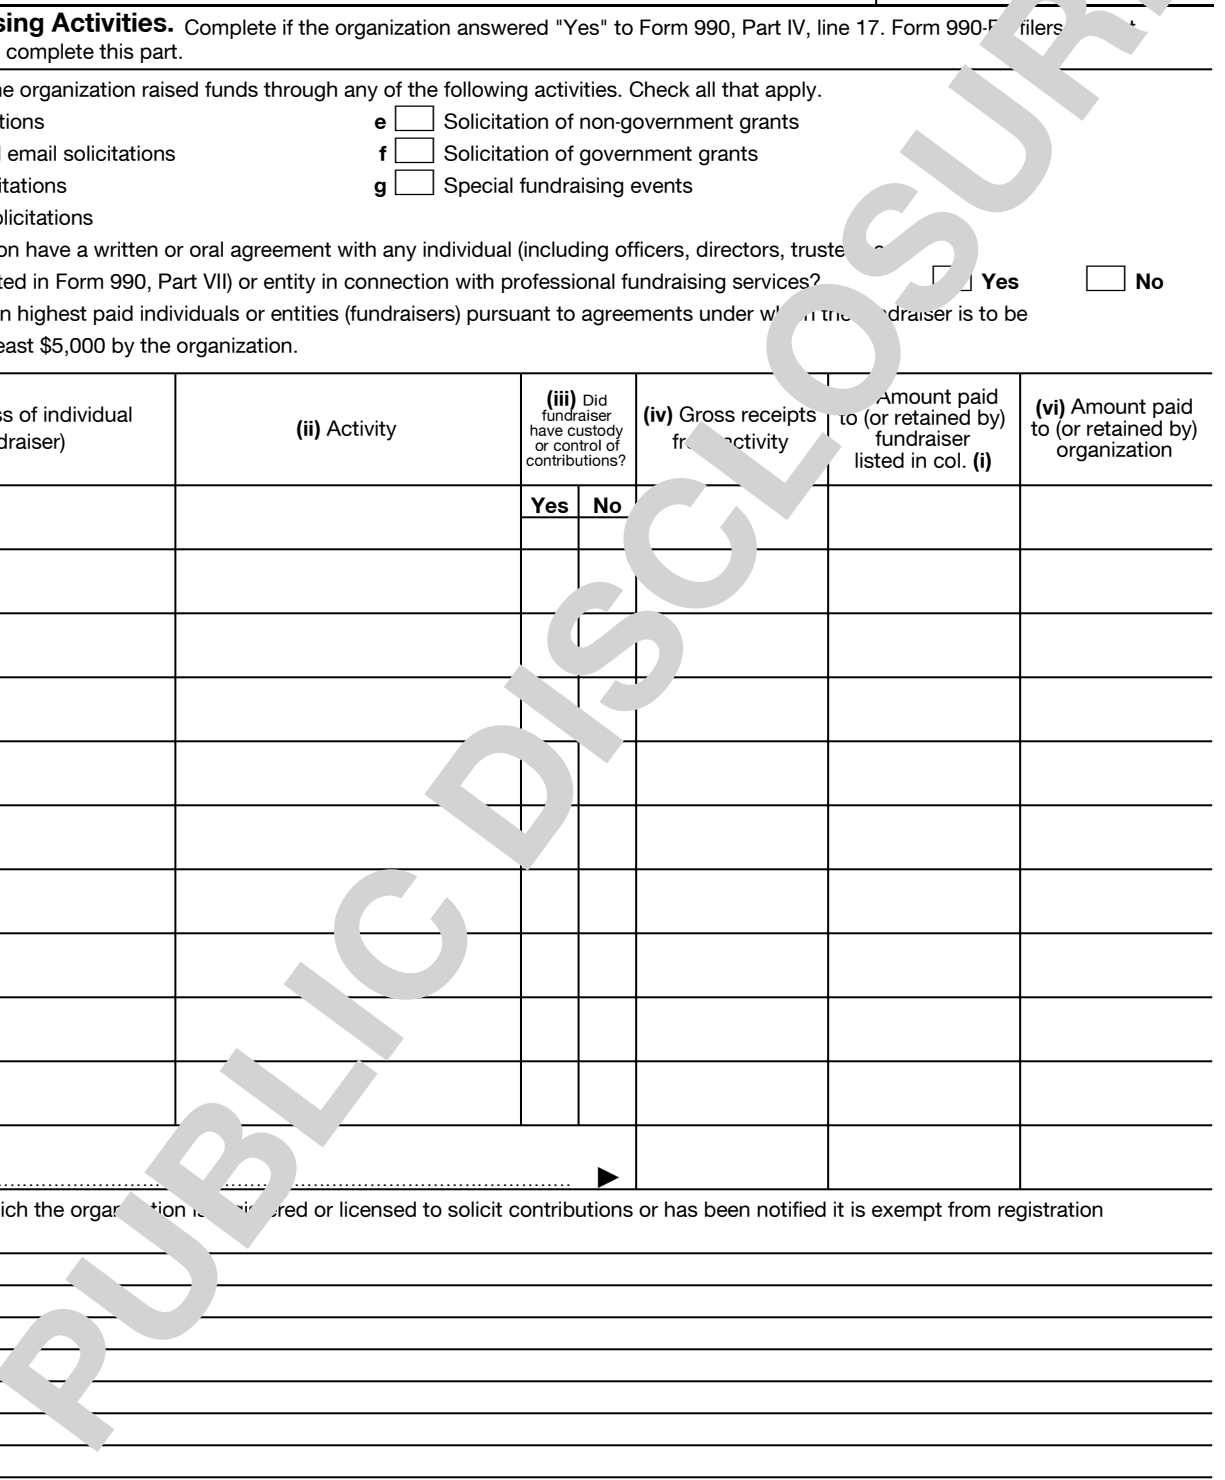 sing Activities. Complete if the organization answered "Yes" to Form 990, Part IV, line 17. Form 990- filers
complete this part.
ne organization raised funds through any of the following activities. Check all that apply.
tions e Solicitation of non-government grants
email solicitations f Solicitation of government grants
itations g Special fundraising events
licitations
on have a written or oral agreement with any individual (including officers, directors, truste
ted in Form 990, Part VII) or entity in connection with professional fundraising services? Yes No
n highest paid individuals or entities (fundraisers) pursuant to agreements under draiser is to be
east $5,000 by the organization.
ss of individual
draiser)
(ii) Activity
(iii) Did
fundraiser
have custody
or control of
contributions?
(iv) Gross receipts
activity
Amount paid
to (or retained by)
fundraiser
listed in col. (i)
(vi) Amount paid
to (or retained by)
organization
Yes No
ich the organ tion ered or licensed to solicit contributions or has been notified it is exempt from registration
PUBLIC DISCLOSUR